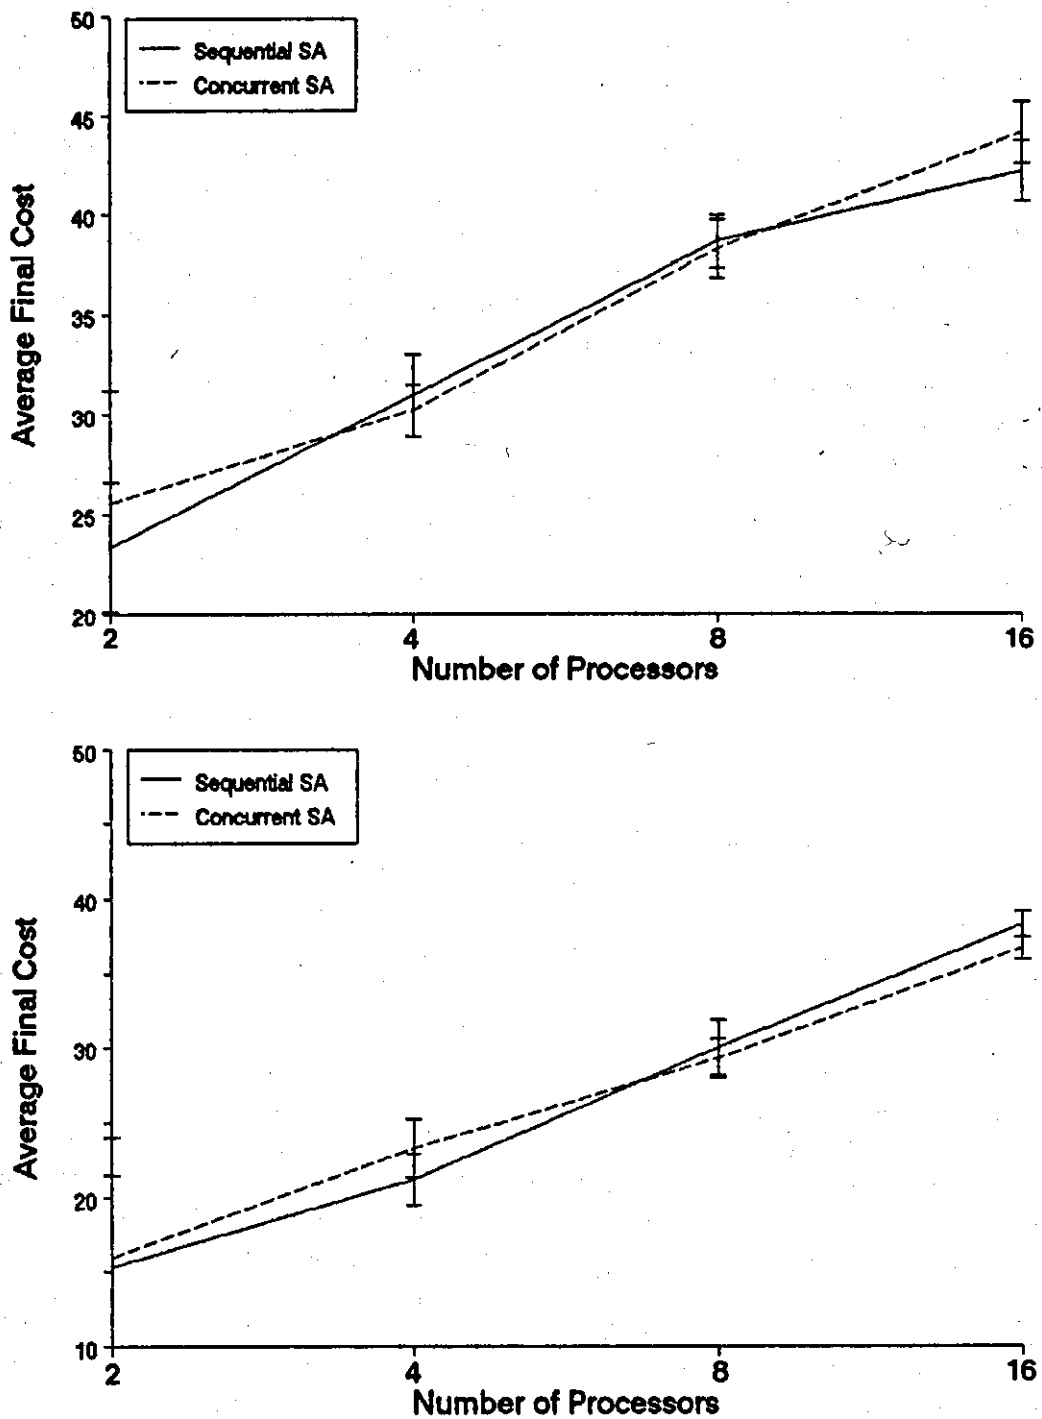 50
Sequential SA
Concurrent SA
45
40
35
30
25
20
Average Final Cost
2 4 8 16
Number of Processors
50
Sequential SA
Concurrent SA
40
30
20
10
Average Final Cost
2 4 8 16
Number of Processors